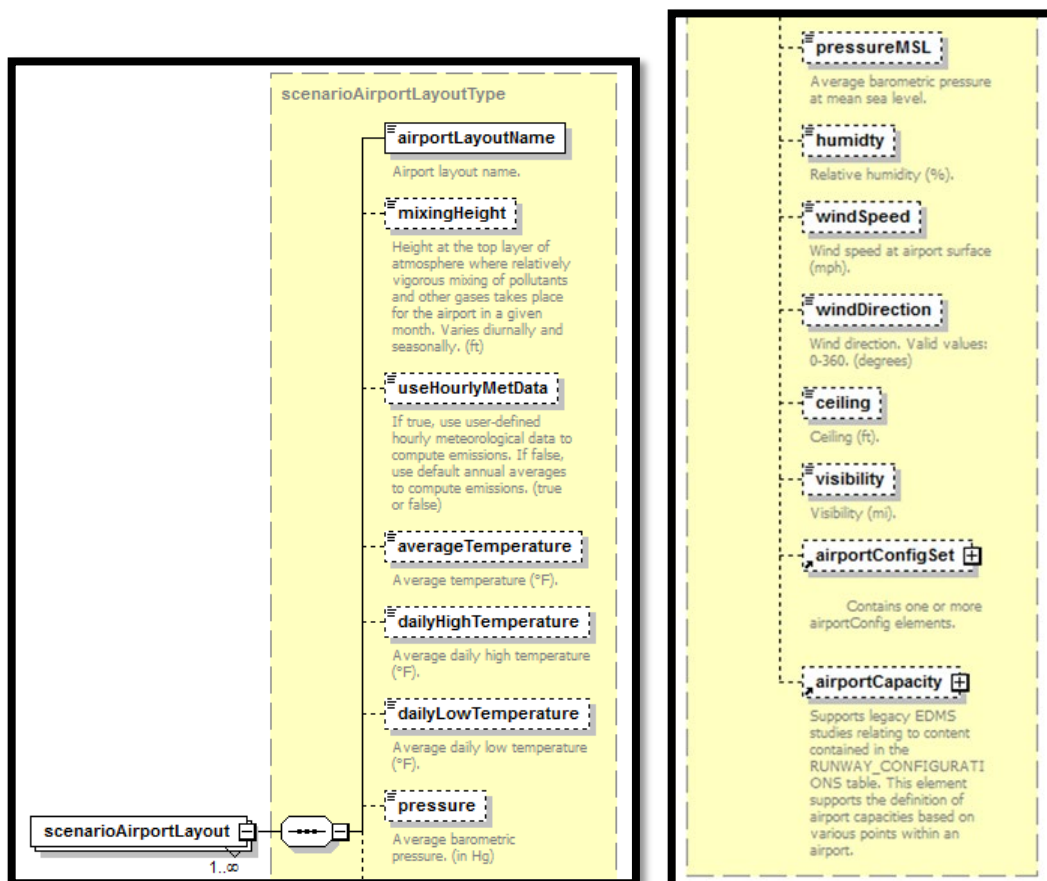 scenarioAirportLayoutType
airportLayoutName
Airport layout name.
mixingHeight
Height at the top layer of
atmosphere where relatively
vigorous mixing of pollutants
and other gases takes place
for the airport in a given
month. Varies diurnally and
seasonally. (ft)
useHourlyMetData
If true, use user-defined
hourly meteorological data to
compute emissions. If false,
use default annual averages
to compute emissions. (true
or false)
averageTemperature
Average temperature (°F).
dailyHighTemperature
Average daily high temperature
(°F).
dailyLowTemperature
Average daily low temperature
(°F).
pressure
Average barometric
pressure. (in Hg)
scenarioAirportLayout
1..∞
pressureMSL
Average barometric pressure
at mean sea level.
humidty
Relative humidity (%).
windSpeed
Wind speed at airport surface
(mph).
windDirection
Wind direction. Valid values:
0-360. (degrees)
ceiling
Ceiling (ft).
visibility
Visibility (mi).
airportConfigSet
Contains one or more
airportConfig elements.
airportCapacity
Supports legacy EDMS
studies relating to content
contained in the
RUNWAY_CONFIGURATI
ONS table. This element
supports the definition of
airport capacities based on
various points within an
airport.